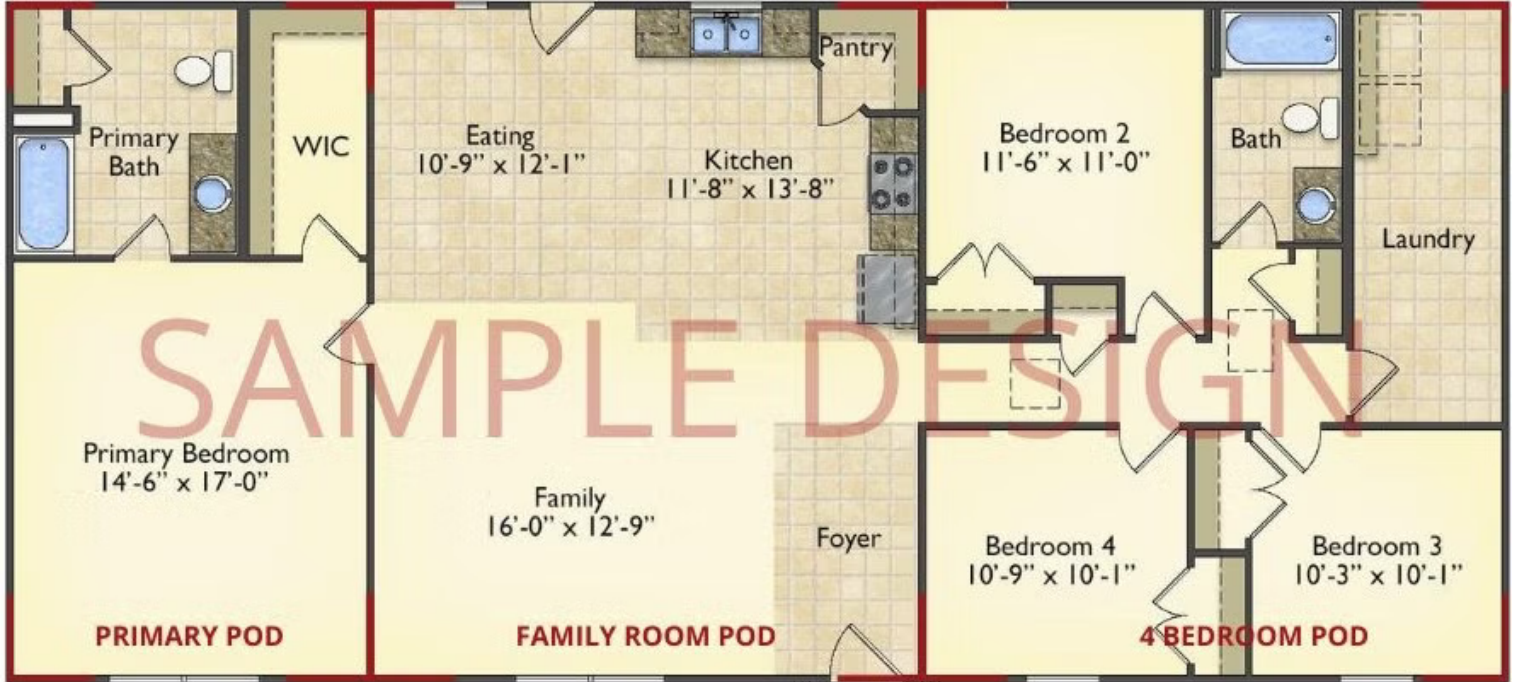 Pantry
Primary
Bath
WIC
Eating
10'-9" x 12'-1"
Kitchen
11'-8" x 13'-8"
Bedroom 2
11'-6" x 11'-0"
Bath
Laundry
SAMPLE DESIGN
Primary Bedroom
14'-6" x 17'-0"
Family
16'-0" x 12'-9"
Foyer
Bedroom 4
10'-9" x 10'-1"
Bedroom 3
10'-3" x 10'-1"
PRIMARY POD
FAMILY ROOM POD
4 BEDROOM POD